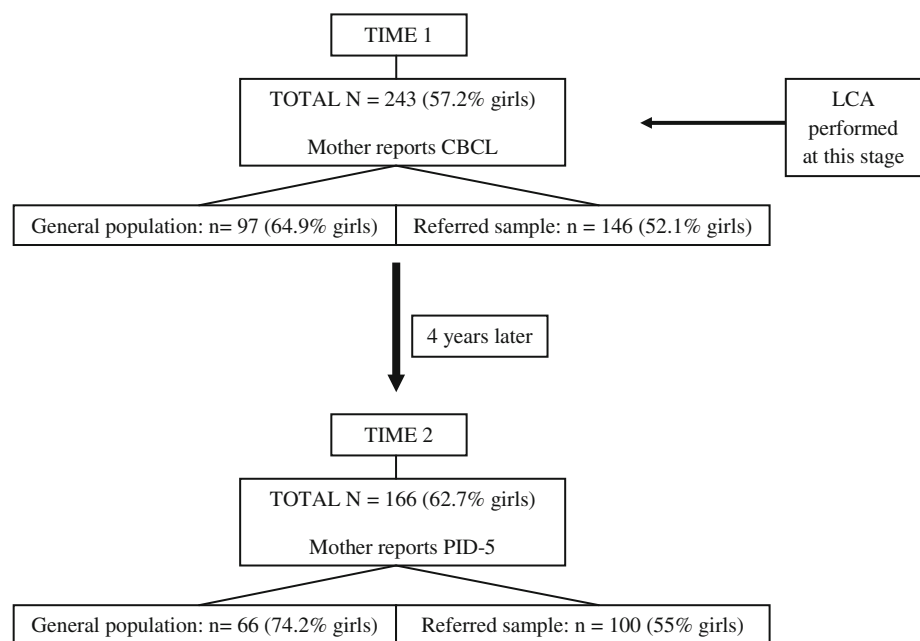 TIME 1
TOTAL N = 243 (57.2% girls)
Mother reports CBCL
LCA
performed
at this stage
General population: n= 97 (64.9% girls)
Referred sample: n = 146 (52.1% girls)
4 years later
TIME 2
TOTAL N = 166 (62.7% girls)
Mother reports PID-5
General population: n= 66 (74.2% girls)
Referred sample: n = 100 (55% girls)